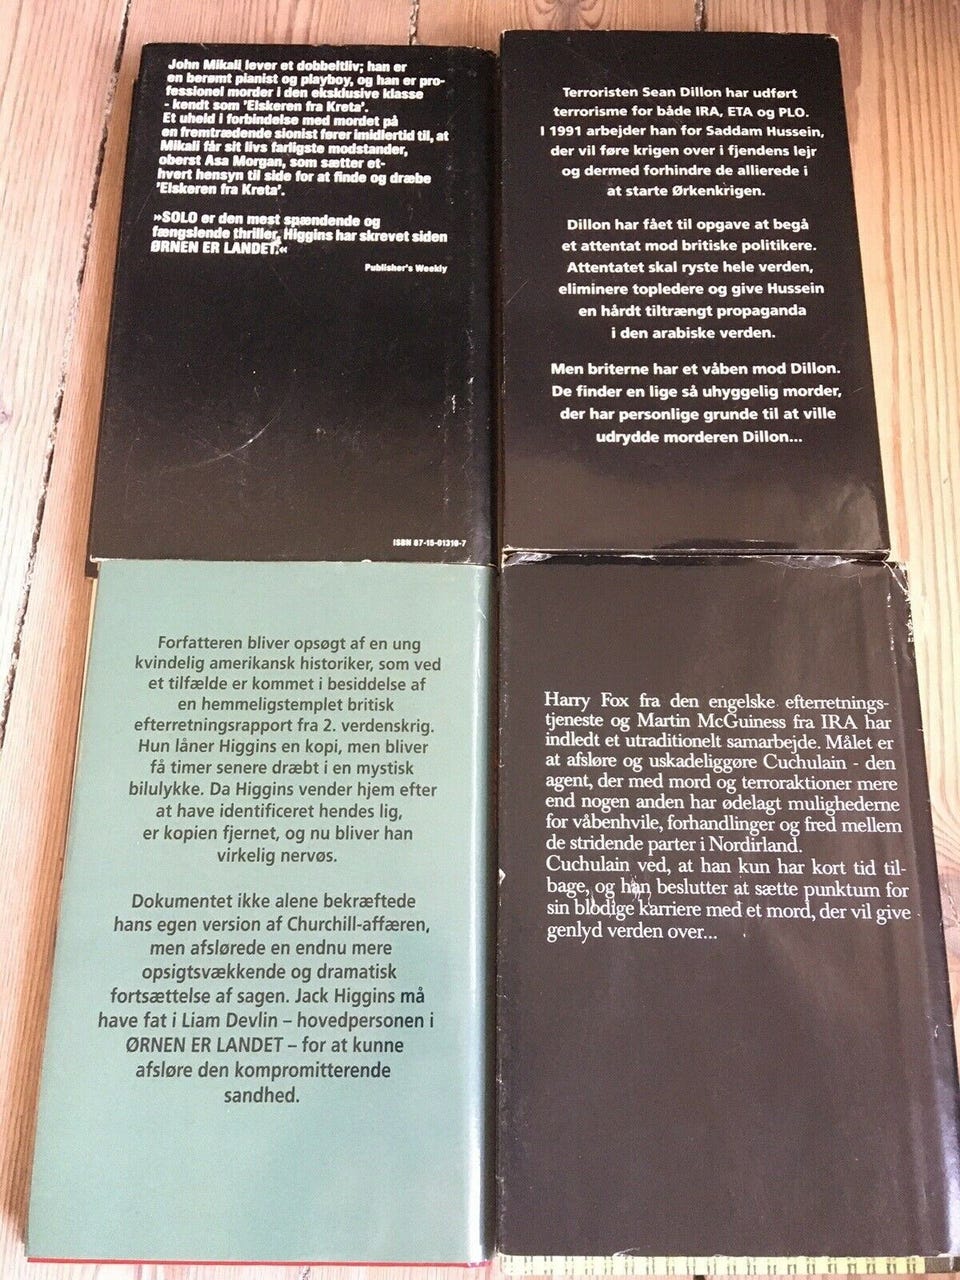 John Mikali lever et dobbeltliv; han er
en berømt pianist og playboy, og han er pro-
fessionel morder i den eksklusive klasse
- kendt som 'Elskeren fra Kreta'.
Et uheld i forbindelse med mordet på
en fremtrædende sionist fører imidlertid til, at
Mikali får sit livs farligste modstander,
oberst Asa Morgan, som sætter et-
hvert hensyn til side for at finde og dræbe
'Elskeren fra Kreta'.
»SOLO er den mest spændende og
fængslende thriller, Higgins har skrevet siden
ØRNEN ER LANDET.«
Publisher's Weekly
ISBN 87-15-01316-7
Terroristen Sean Dillon har udført
terrorisme for både IRA, ETA og PLO.
I 1991 arbejder han for Saddam Hussein,
der vil føre krigen over i fjendens lejr
og dermed forhindre de allierede i
at starte Ørkenkrigen.
Dillon har fået til opgave at begå
et attentat mod britiske politikere.
Attentatet skal ryste hele verden,
eliminere topledere og give Hussein
en hårdt tiltrængt propaganda
i den arabiske verden.
Men briterne har et våben mod Dillon.
De finder en lige så uhyggelig morder,
der har personlige grunde til at ville
udrydde morderen Dillon...
Forfatteren bliver opsøgt af en ung
kvindelig amerikansk historiker, som ved
et tilfælde er kommet i besiddelse af
en hemmeligstemplet britisk
efterretningsrapport fra 2. verdenskrig.
Hun låner Higgins en kopi, men bliver
få timer senere dræbt i en mystisk
bilulykke. Da Higgins vender hjem efter
at have identificeret hendes lig,
er kopien fjernet, og nu bliver han
virkelig nervøs.
Dokumentet ikke alene bekræftede
hans egen version af Churchill-affæren,
men afslørede en endnu mere
opsigtsvækkende og dramatisk
fortsættelse af sagen. Jack Higgins må
have fat i Liam Devlin – hovedpersonen i
ØRNEN ER LANDET – for at kunne
afsløre den kompromitterende
sandhed.
Harry Fox fra den engelske efterretnings-
tjeneste og Martin McGuiness fra IRA har
indledt et utraditionelt samarbejde. Målet er
at afsløre og uskadeliggøre Cuchulain - den
agent, der med mord og terroraktioner mere
end nogen anden har ødelagt mulighederne
for våbenhvile, forhandlinger og fred mellem
de stridende parter i Nordirland.
Cuchulain ved, at han kun har kort tid til-
bage, og han beslutter at sætte punktum for
sin blodige karriere med et mord, der vil give
genlyd verden over...